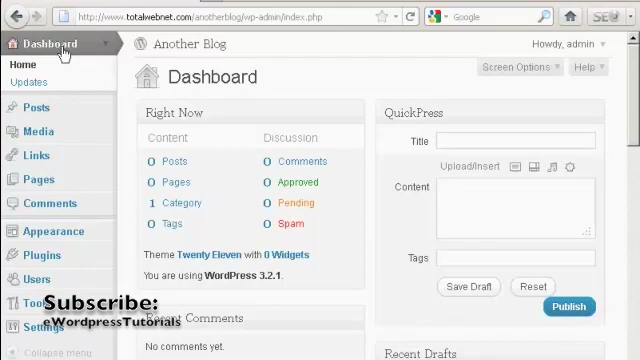 http://www.totalwebnet.com/anotherblog/wp-admin/index.php
Google
SEO
Dashboard
Home
Updates
Posts
Media
Links
Pages
Comments
Appearance
Plugins
Users
Settings
Collapse menu
Another Blog
Howdy, admin
Dashboard
Screen Options
Help
Right Now
Content
Discussion
0 Posts
0 Comments
0 Pages
0 Approved
1 Category
0 Pending
0 Tags
0 Spam
Theme Twenty Eleven with 0 Widgets
You are using WordPress 3.2.1.
Recent Comments
No comments yet.
QuickPress
Title
Upload/Insert
Content
Tags
Save Draft
Reset
Publish
Recent Drafts
Subscribe:
eWordpressTutorials